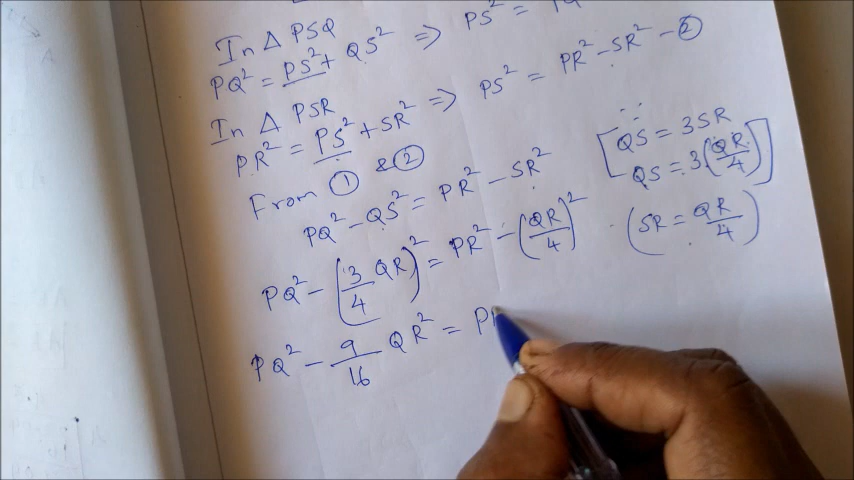 In Δ PSQ
PQ² = PS² + QS² => PS² =
In Δ PSR
PR² = PS² + SR² => PS² = PR² - SR² - ②
From ① & ②
PQ² - QS² = PR² - SR²
[QS = 3SR
QS = 3(QR/4)]
PQ² - (3/4 QR)² = PR² - (QR/4)² (SR = QR/4)
PQ² - 9/16 QR² = P